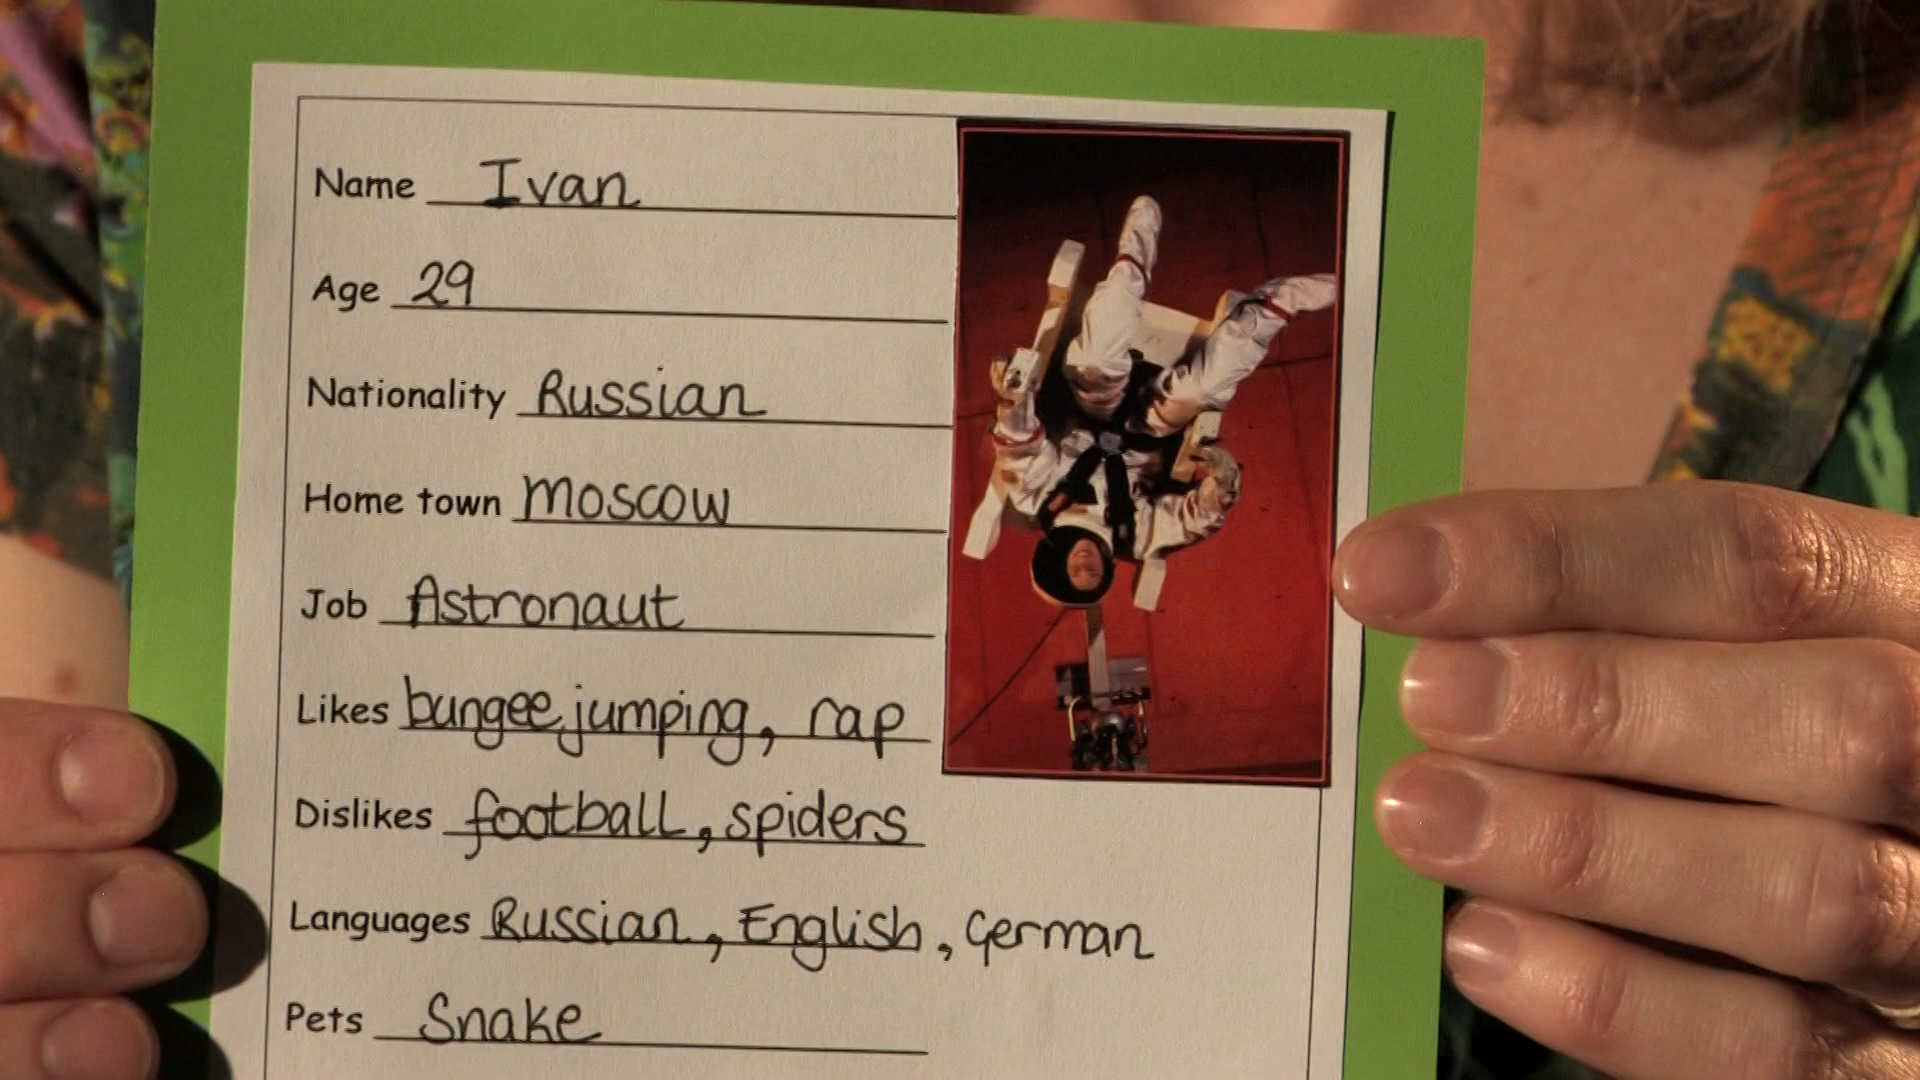 Name Ivan
Age 29
Nationality Russian
Home town Moscow
Job Astronaut
Likes bungee jumping, rap
Dislikes football, spiders
Languages Russian, English, German
Pets Snake